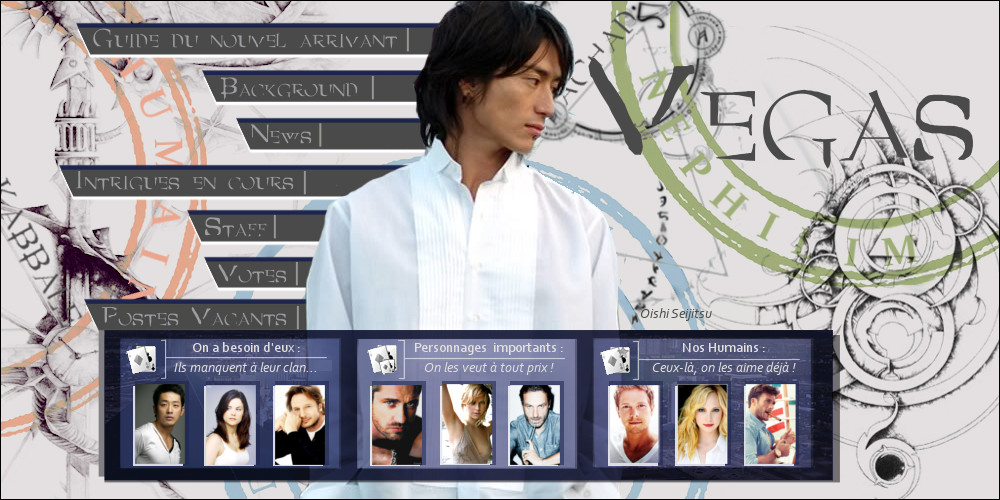 Guide du nouvel arrivant|
Background |
News|
Intrigues en cours|
Staff|
Votes|
Postes Vacants|
Vegas
NEPHILIM
Oishi Seijitsu
On a besoin d'eux :
Ils manquent à leur clan...
Personnages importants :
On les veut à tout prix !
Nos Humains :
Ceux-là, on les aime déjà !